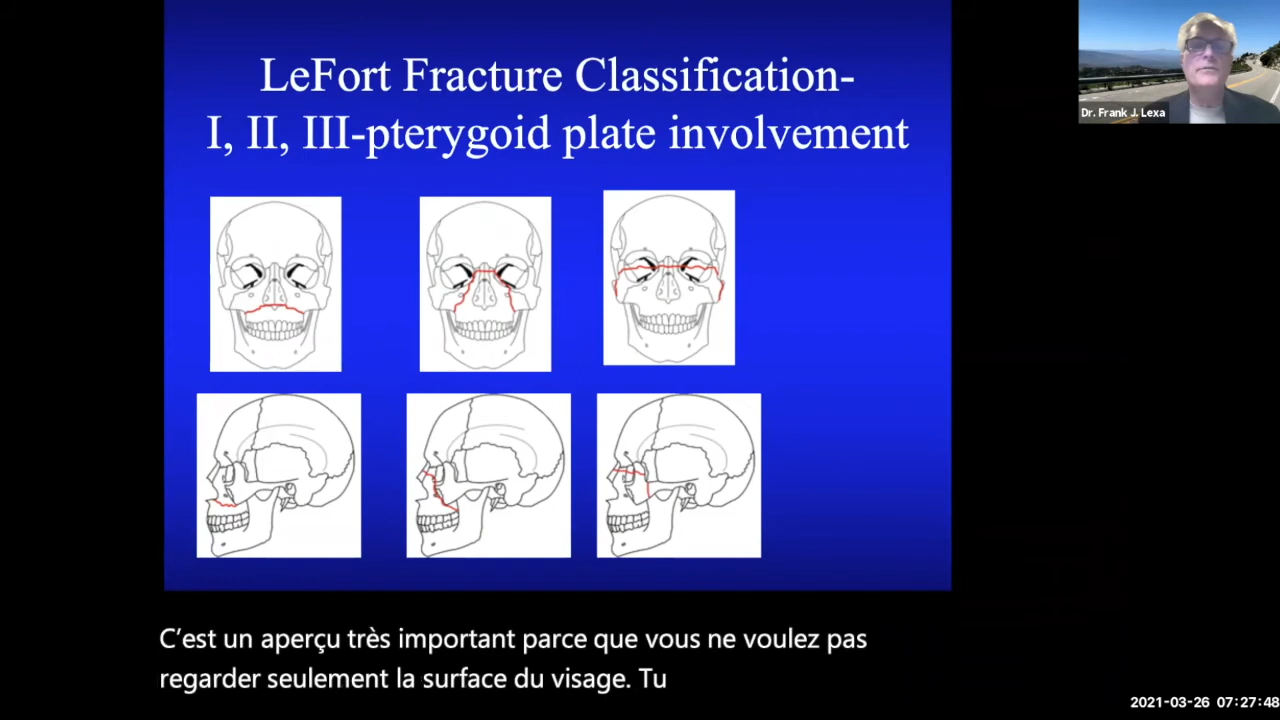 LeFort Fracture Classification-
I, II, III-pterygoid plate involvement
Dr. Frank J. Lexa
C’est un aperçu très important parce que vous ne voulez pas
regarder seulement la surface du visage. Tu
2021-03-26 07:27:48